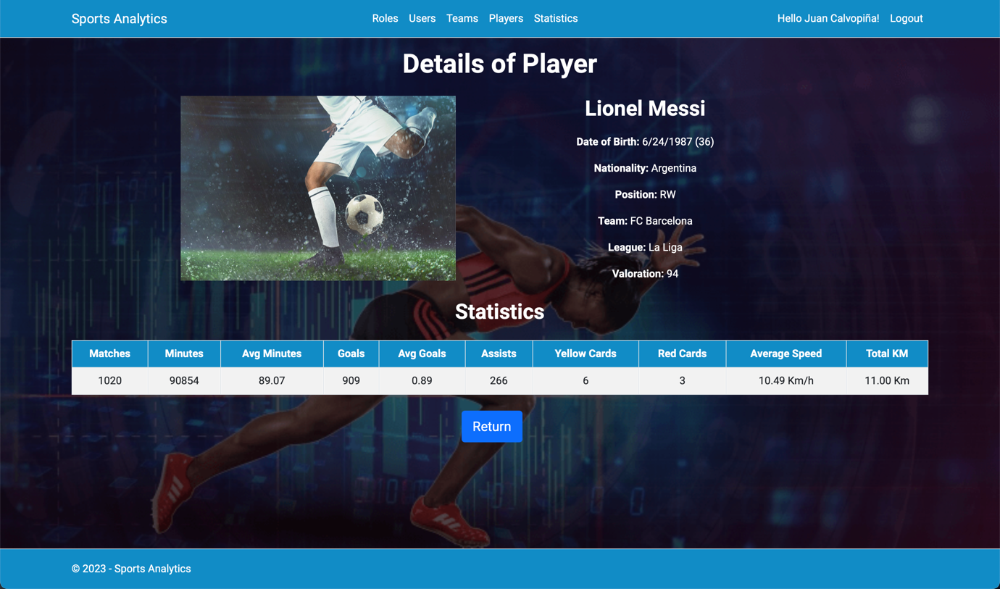 Sports Analytics Roles Users Teams Players Statistics Hello Juan Calvopiña! Logout
Details of Player
Lionel Messi
Date of Birth: 6/24/1987 (36)
Nationality: Argentina
Position: RW
Team: FC Barcelona
League: La Liga
Valoration: 94
Statistics
Matches Minutes Avg Minutes Goals Avg Goals Assists Yellow Cards Red Cards Average Speed Total KM
1020 90854 89.07 909 0.89 266 6 3 10.49 Km/h 11.00 Km
Return
© 2023 - Sports Analytics